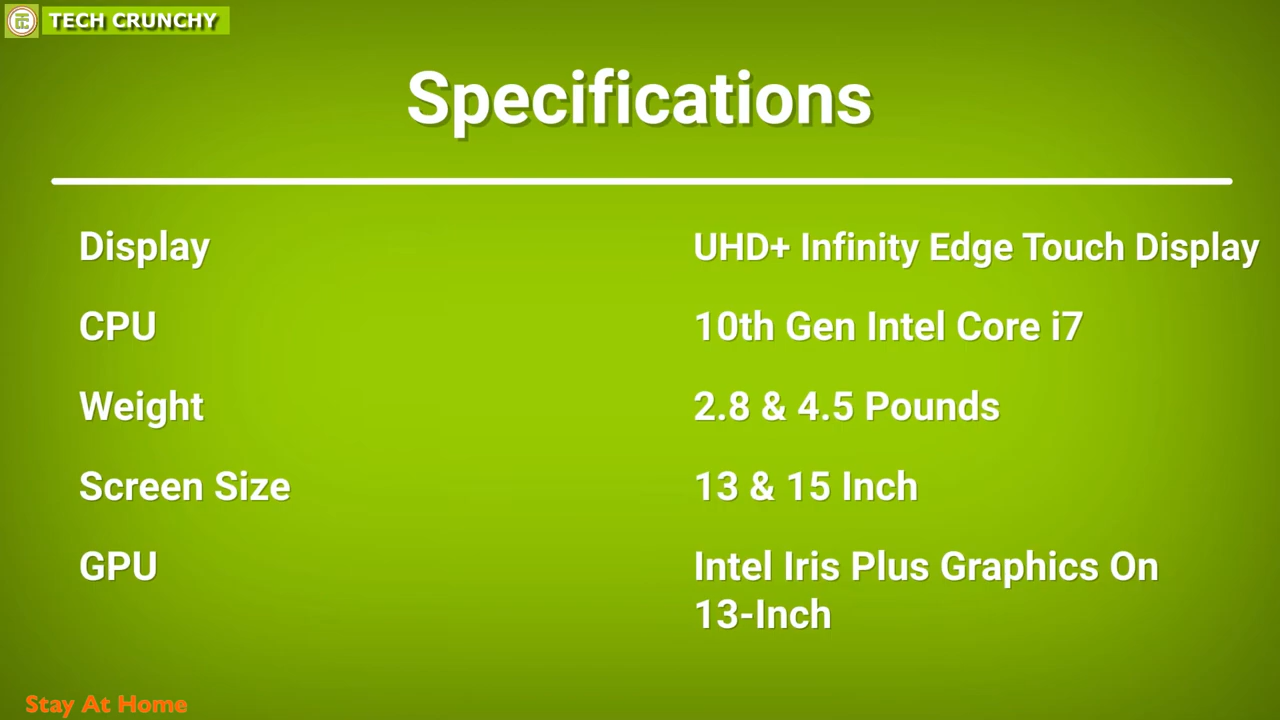 TECH CRUNCHY
Specifications
Display UHD+ Infinity Edge Touch Display
CPU 10th Gen Intel Core i7
Weight 2.8 & 4.5 Pounds
Screen Size 13 & 15 Inch
GPU Intel Iris Plus Graphics On
13-Inch
Stay At Home